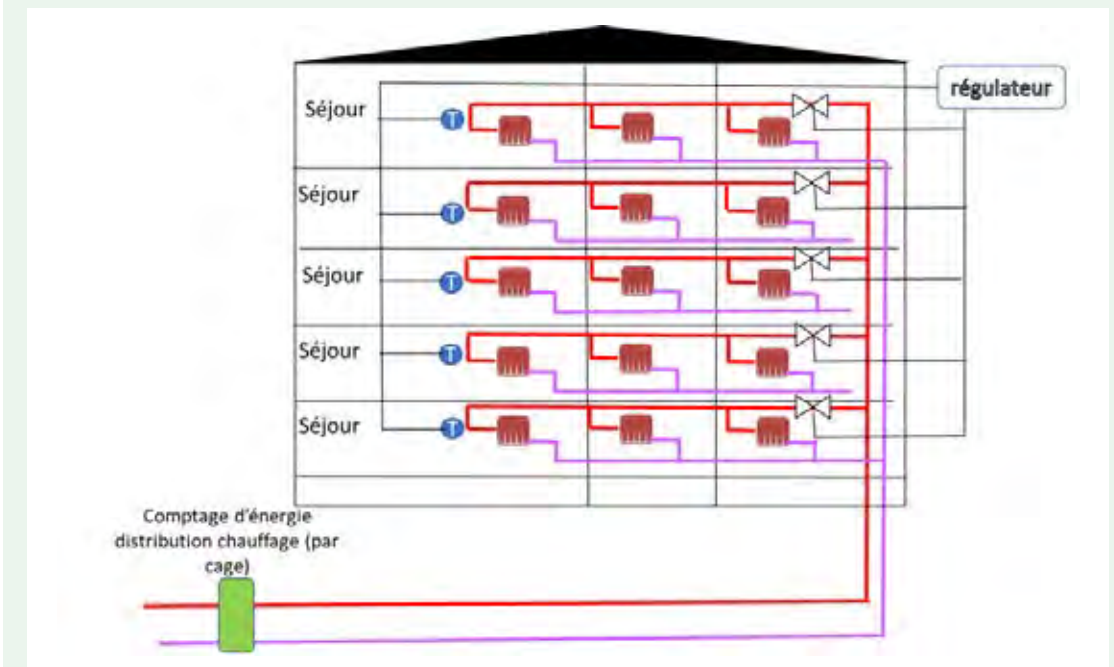 régulateur
Séjour
T
Séjour
T
Séjour
T
Séjour
T
Séjour
T
Comptage d'énergie
distribution chauffage (par
cage)